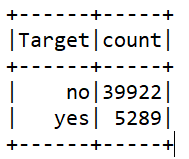 +------+-----+
|Target|count|
+------+-----+
|    no|39922|
|   yes| 5289|
+------+-----+